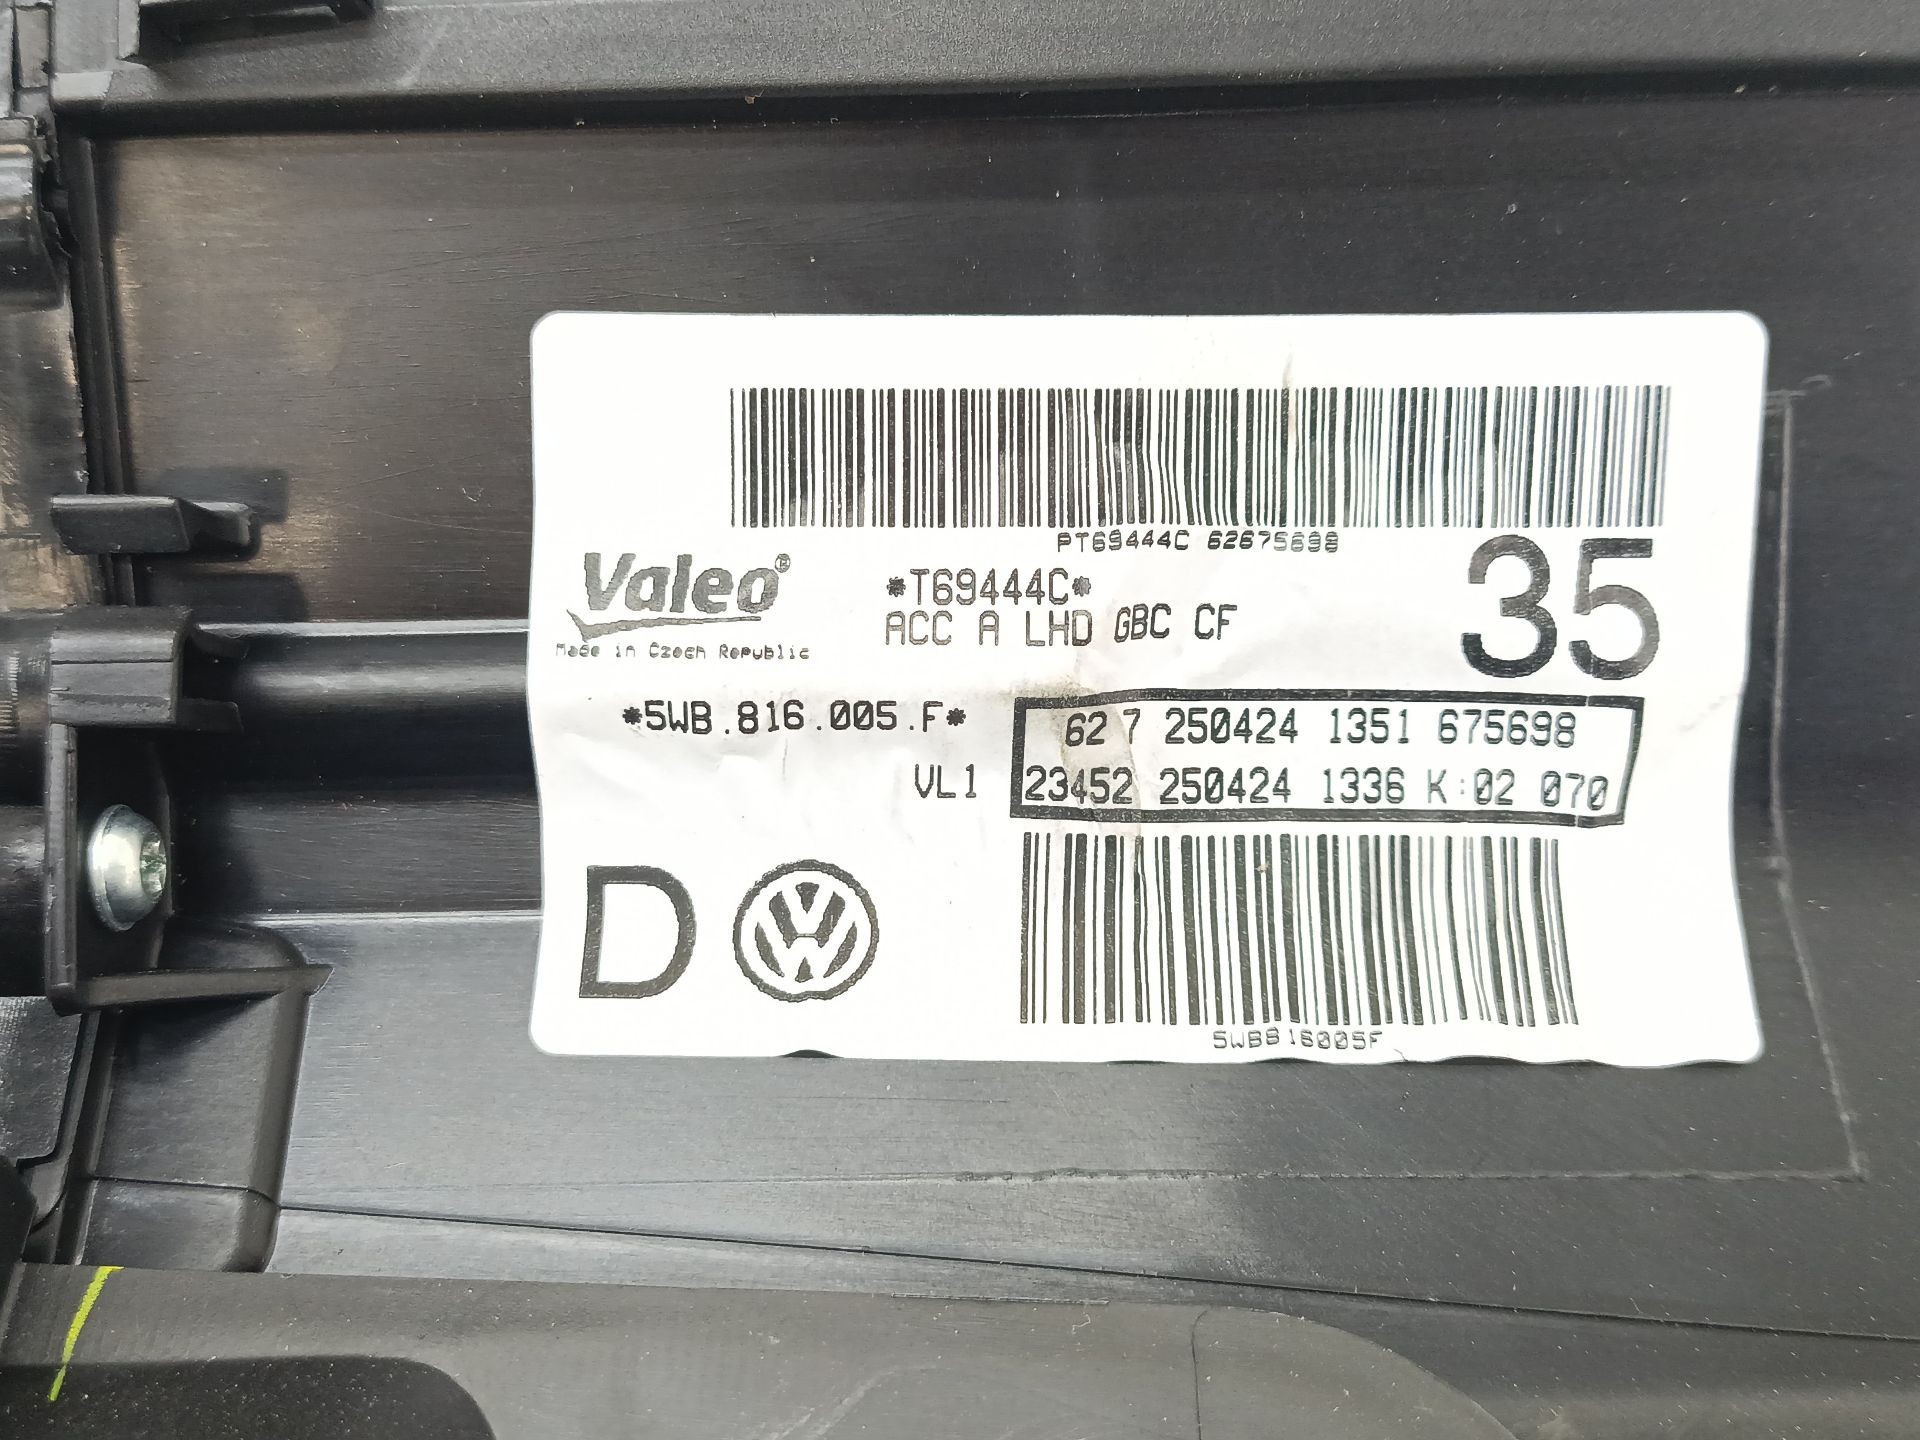 PT69444C 62675698
Valeo®
Made in Czech Republic
*T69444C*
ACC A LHD GBC CF
35
*5WB.816.005.F*
62 7 250424 1351 675698
VL1
23452 250424 1336 K:02 070
D
VW
5WB816005F